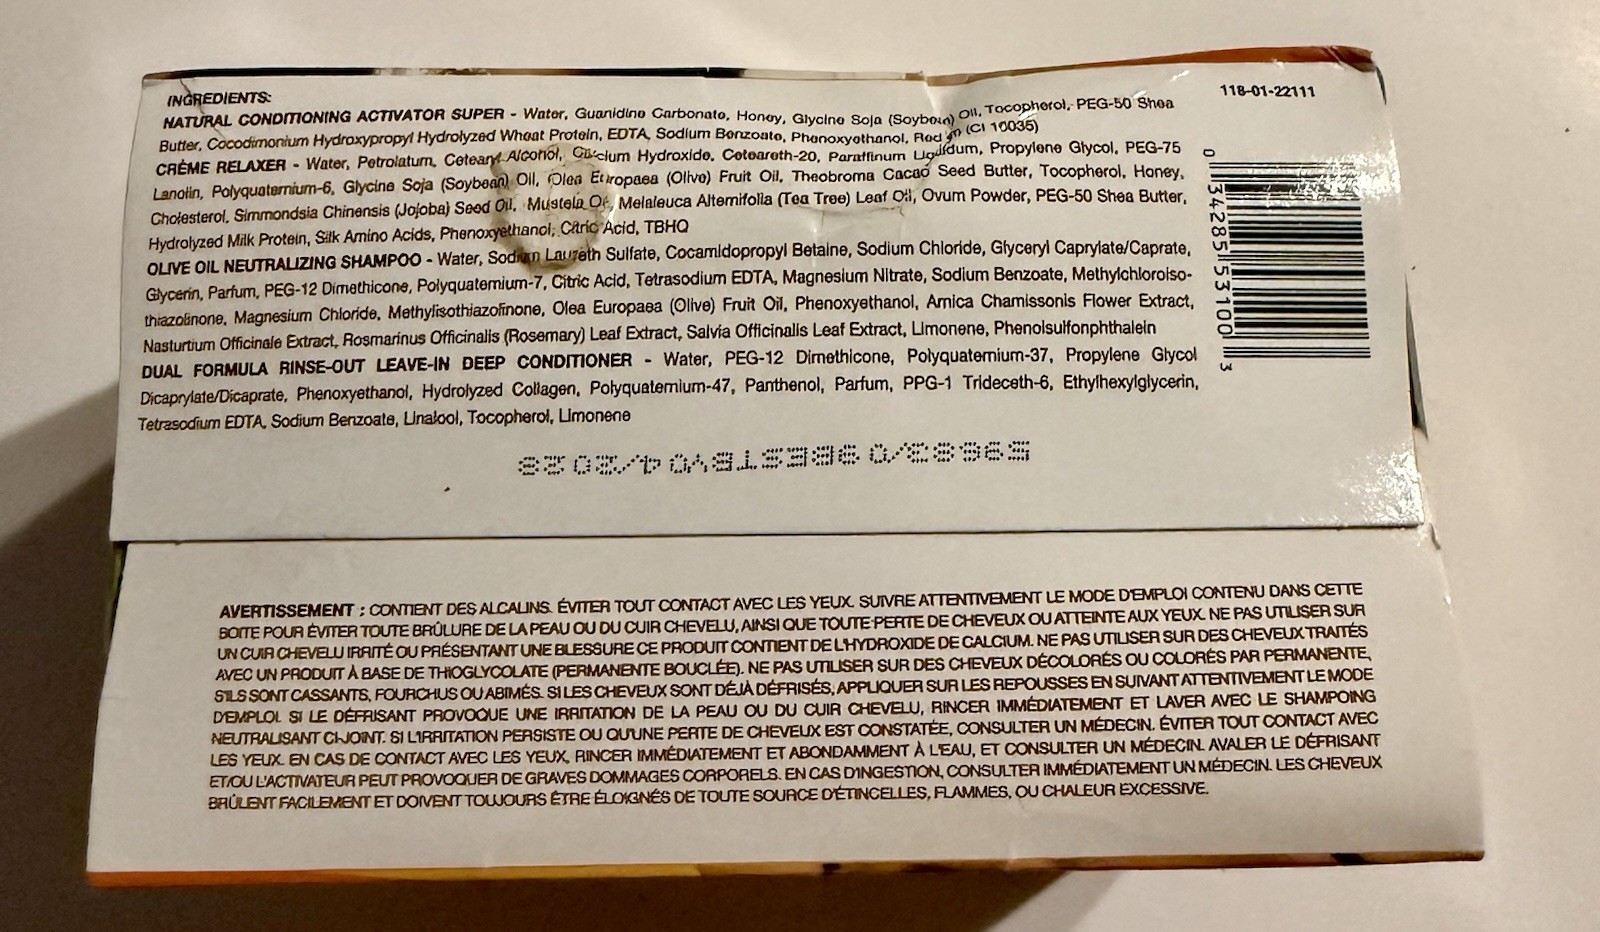 INGREDIENTS:
118-01-22111
NATURAL CONDITIONING ACTIVATOR SUPER - Water, Guanidine Carbonate, Honey, Glycine Soja (Soybean) Oil, Tocopherol, PEG-50 Shea
Butter, Cocodimonium Hydroxypropyl Hydrolyzed Wheat Protein, EDTA, Sodium Benzoate, Phenoxyethanol, Red (CI 16035)
CRÈME RELAXER - Water, Petrolatum, Cetearyl Alcohol, Calcium Hydroxide, Ceteareth-20, Paraffinum Liquidum, Propylene Glycol, PEG-75
Lanolin, Polyquaternium-6, Glycine Soja (Soybean) Oil, Olea Europaea (Olive) Fruit Oil, Theobroma Cacao Seed Butter, Tocopherol, Honey,
Cholesterol, Simmondsia Chinensis (Jojoba) Seed Oil, Mustela Oil, Melaleuca Alternifolia (Tea Tree) Leaf Oil, Ovum Powder, PEG-50 Shea Butter,
Hydrolyzed Milk Protein, Silk Amino Acids, Phenoxyethanol, Citric Acid, TBHQ
OLIVE OIL NEUTRALIZING SHAMPOO - Water, Sodium Laureth Sulfate, Cocamidopropyl Betaine, Sodium Chloride, Glyceryl Caprylate/Caprate,
Glycerin, Parfum, PEG-12 Dimethicone, Polyquaternium-7, Citric Acid, Tetrasodium EDTA, Magnesium Nitrate, Sodium Benzoate, Methylchloroiso-
thiazolinone, Magnesium Chloride, Methylisothiazolinone, Olea Europaea (Olive) Fruit Oil, Phenoxyethanol, Arnica Chamissonis Flower Extract,
Nasturtium Officinale Extract, Rosmarinus Officinalis (Rosemary) Leaf Extract, Salvia Officinalis Leaf Extract, Limonene, Phenolsulfonphthalein
DUAL FORMULA RINSE-OUT LEAVE-IN DEEP CONDITIONER - Water, PEG-12 Dimethicone, Polyquaternium-37, Propylene Glycol
Dicaprylate/Dicaprate, Phenoxyethanol, Hydrolyzed Collagen, Polyquaternium-47, Panthenol, Parfum, PPG-1 Trideceth-6, Ethylhexylglycerin,
Tetrasodium EDTA, Sodium Benzoate, Linalool, Tocopherol, Limonene
0 34285 53100 3
AVERTISSEMENT : CONTIENT DES ALCALINS. ÉVITER TOUT CONTACT AVEC LES YEUX. SUIVRE ATTENTIVEMENT LE MODE D'EMPLOI CONTENU DANS CETTE
BOITE POUR ÉVITER TOUTE BRÛLURE DE LA PEAU OU DU CUIR CHEVELU, AINSI QUE TOUTE PERTE DE CHEVEUX OU ATTEINTE AUX YEUX. NE PAS UTILISER SUR
UN CUIR CHEVELU IRRITÉ OU PRÉSENTANT UNE BLESSURE CE PRODUIT CONTIENT DE L'HYDROXIDE DE CALCIUM. NE PAS UTILISER SUR DES CHEVEUX TRAITÉS
AVEC UN PRODUIT À BASE DE THIOGLYCOLATE (PERMANENTE BOUCLÉE). NE PAS UTILISER SUR DES CHEVEUX DÉCOLORÉS OU COLORÉS PAR PERMANENTE,
S'ILS SONT CASSANTS, FOURCHUS OU ABIMÉS. SI LES CHEVEUX SONT DÉJÀ DÉFRISÉS, APPLIQUER SUR LES REPOUSSES EN SUIVANT ATTENTIVEMENT LE MODE
D'EMPLOI. SI LE DÉFRISANT PROVOQUE UNE IRRITATION DE LA PEAU OU DU CUIR CHEVELU, RINCER IMMÉDIATEMENT ET LAVER AVEC LE SHAMPOING
NEUTRALISANT CI-JOINT. SI L'IRRITATION PERSISTE OU QU'UNE PERTE DE CHEVEUX EST CONSTATÉE, CONSULTER UN MÉDECIN. ÉVITER TOUT CONTACT AVEC
LES YEUX. EN CAS DE CONTACT AVEC LES YEUX, RINCER IMMÉDIATEMENT ET ABONDAMMENT À L'EAU, ET CONSULTER UN MÉDECIN. AVALER LE DÉFRISANT
ET/OU L'ACTIVATEUR PEUT PROVOQUER DE GRAVES DOMMAGES CORPORELS. EN CAS D'INGESTION, CONSULTER IMMÉDIATEMENT UN MÉDECIN. LES CHEVEUX
BRÛLENT FACILEMENT ET DOIVENT TOUJOURS ÊTRE ÉLOIGNÉS DE TOUTE SOURCE D'ÉTINCELLES, FLAMMES, OU CHALEUR EXCESSIVE.